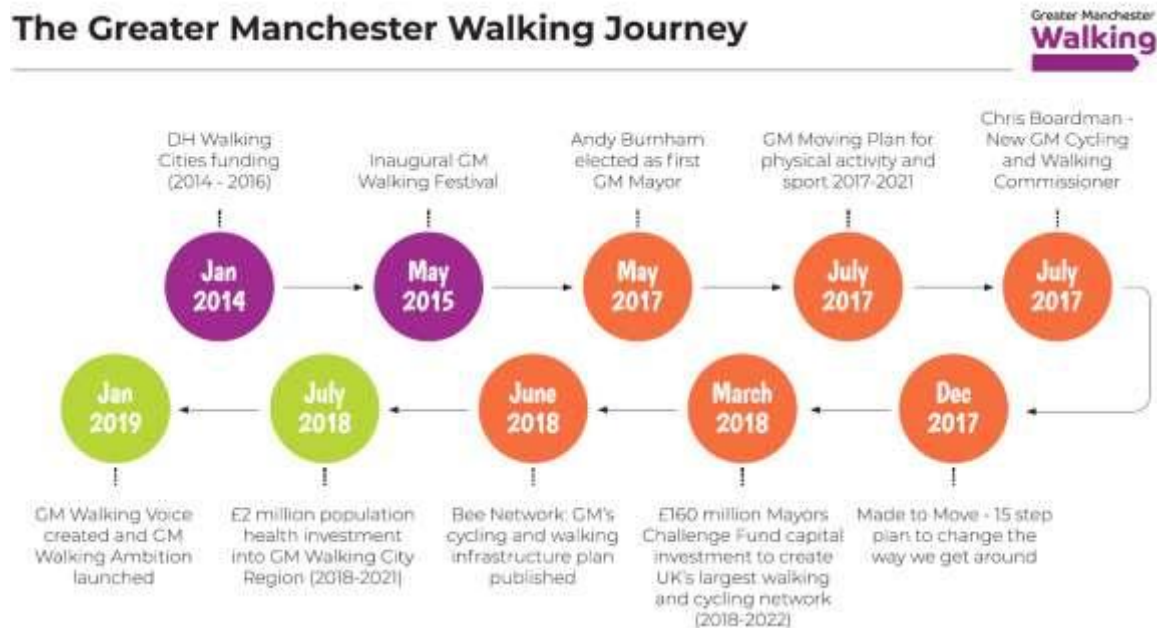 The Greater Manchester Walking Journey
Greater Manchester
Walking
DH Walking
Cities funding
(2014 - 2016)
Inaugural GM
Walking Festival
Andy Burnham
elected as first
GM Mayor
GM Moving Plan for
physical activity and
sport 2017-2021
Chris Boardman -
New GM Cycling
and Walking
Commissioner
Jan
2014
May
2015
May
2017
July
2017
July
2017
Dec
2017
March
2018
June
2018
July
2018
Jan
2019
Made to Move - 15 step
plan to change the
way we get around
£160 million Mayors
Challenge Fund capital
investment to create
UK's largest walking
and cycling network
(2018-2022)
Bee Network: GM's
cycling and walking
infrastructure plan
published
£2 million population
health investment
into GM Walking City
Region (2018-2021)
GM Walking Voice
created and GM
Walking Ambition
launched